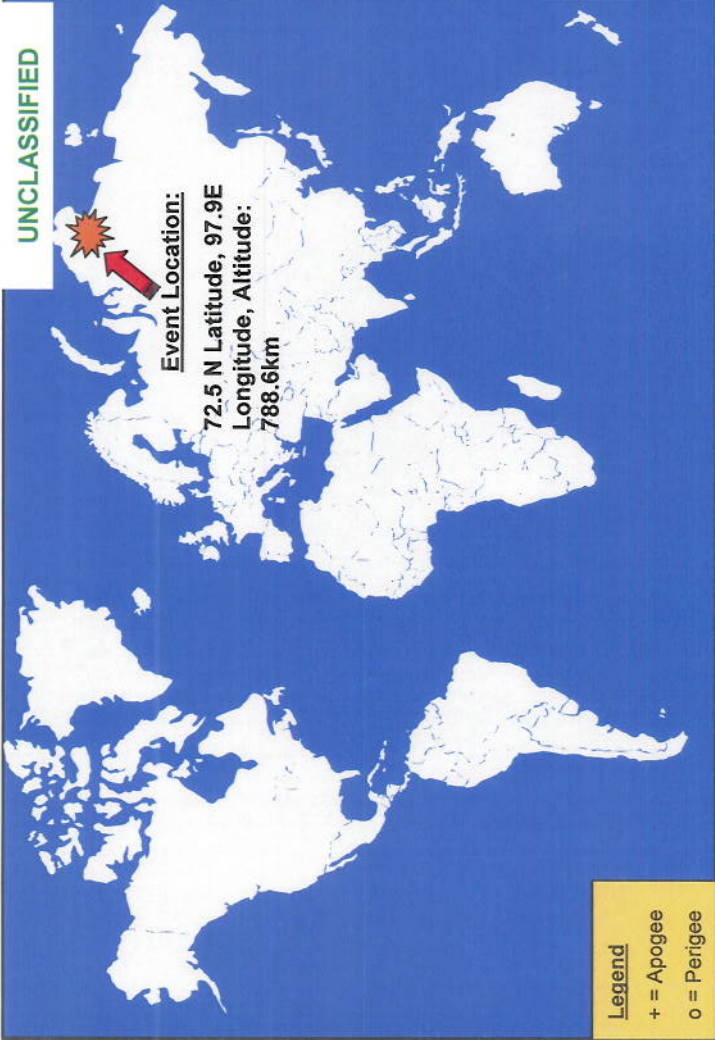 UNCLASSIFIED
Event Location:
72.5 N Latitude, 97.9E
Longitude, Altitude:
788.6km
Legend
+ = Apogee
o = Perigee